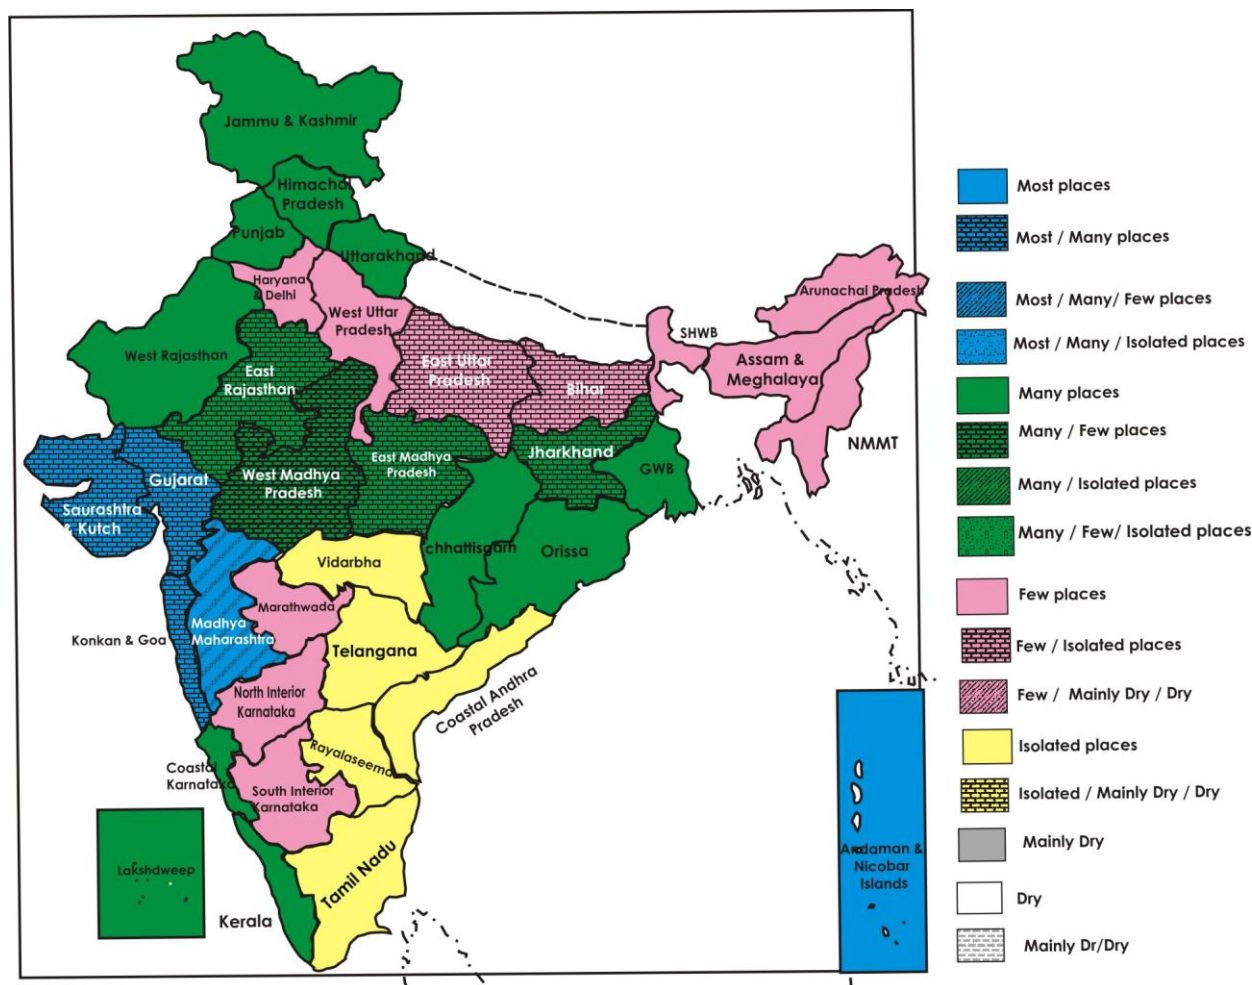 Jammu & Kashmir
Himachal
Pradesh
Punjab
Uttarakhand
Haryana
& Delhi
West Uttar
Pradesh
Arunachal Pradesh
SHWB
West Rajasthan
East
Rajasthan
East Uttar
Pradesh
Bihar
Assam &
Meghalaya
NMMT
Gujarat
West Madhya
Pradesh
East Madhya
Pradesh
Jharkhand
GWB
Saurashtra
& Kutch
chhattisgarh
Orissa
Vidarbha
Marathwada
Konkan & Goa
Madhya
Maharashtra
Telangana
North Interior
Karnataka
Coastal Andhra
Pradesh
Rayalaseema
Coastal
Karnataka
South Interior
Karnataka
Lakshdweep
Kerala
Tamil Nadu
Andaman &
Nicobar
Islands
Most places
Most / Many places
Most / Many/ Few places
Most / Many / Isolated places
Many places
Many / Few places
Many / Isolated places
Many / Few/ Isolated places
Few places
Few / Isolated places
Few / Mainly Dry / Dry
Isolated places
Isolated / Mainly Dry / Dry
Mainly Dry
Dry
Mainly Dr/Dry